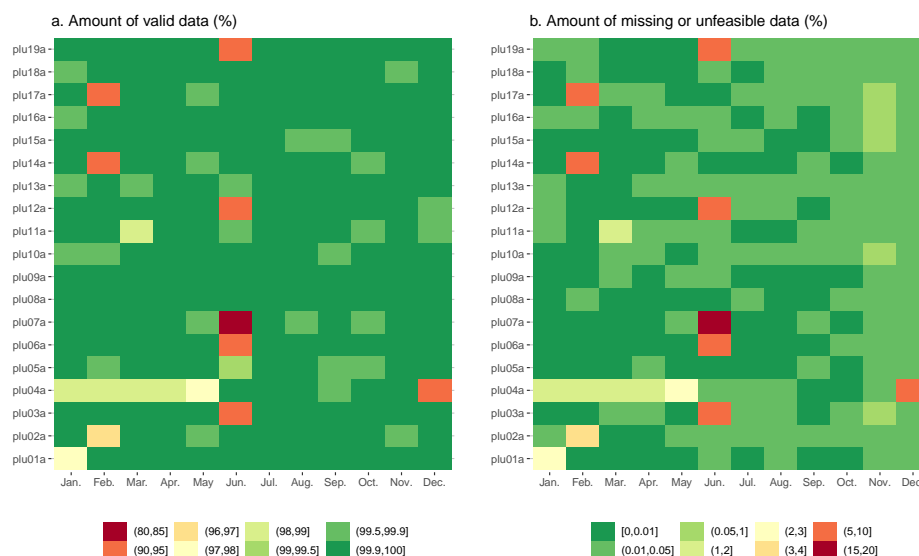 a. Amount of valid data (%)
plu19a
plu18a
plu17a
plu16a
plu15a
plu14a
plu13a
plu12a
plu11a
plu10a
plu09a
plu08a
plu07a
plu06a
plu05a
plu04a
plu03a
plu02a
plu01a
Jan. Feb. Mar. Apr. May Jun. Jul. Aug. Sep. Oct. Nov. Dec.
(80,85] (96,97] (98,99] (99.5,99.9]
(90,95] (97,98] (99,99.5] (99.9,100]
b. Amount of missing or unfeasible data (%)
plu19a
plu18a
plu17a
plu16a
plu15a
plu14a
plu13a
plu12a
plu11a
plu10a
plu09a
plu08a
plu07a
plu06a
plu05a
plu04a
plu03a
plu02a
plu01a
Jan. Feb. Mar. Apr. May Jun. Jul. Aug. Sep. Oct. Nov. Dec
[0,0.01] (0.05,1] (2,3] (5,10]
(0.01,0.05] (1,2] (3,4] (15,20]